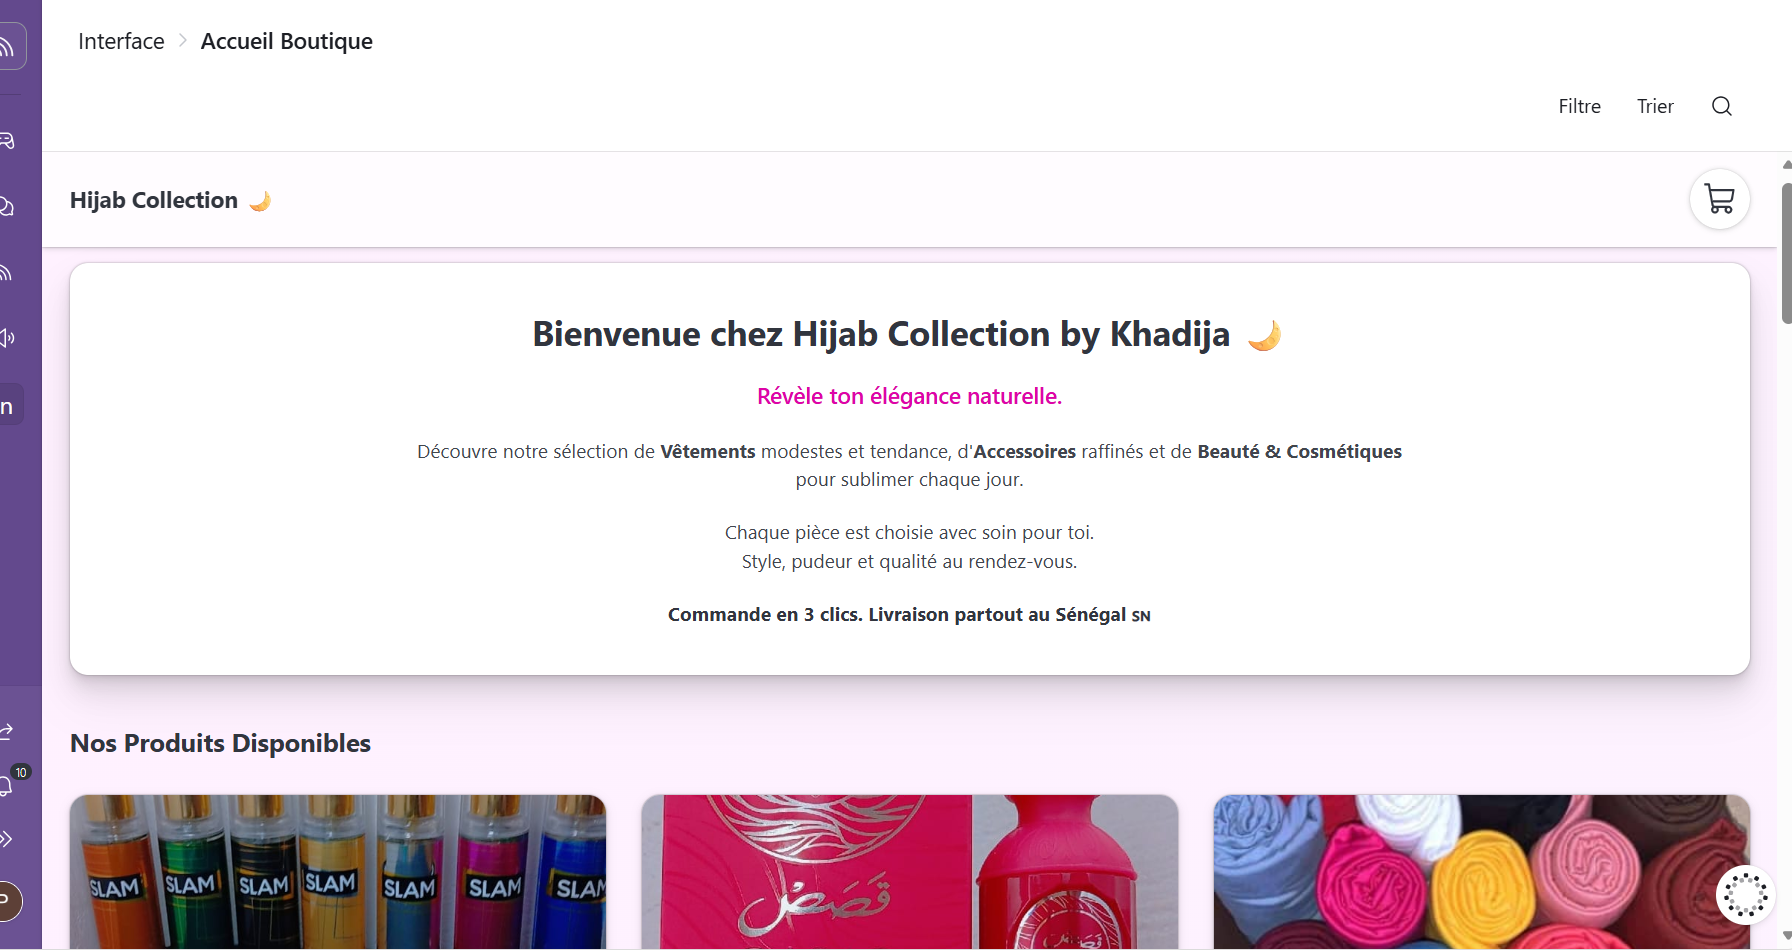 Interface > Accueil Boutique
Filtre Trier
Hijab Collection 🌙
Bienvenue chez Hijab Collection by Khadija 🌙
Révèle ton élégance naturelle.
Découvre notre sélection de Vêtements modestes et tendance, d'Accessoires raffinés et de Beauté & Cosmétiques
pour sublimer chaque jour.
Chaque pièce est choisie avec soin pour toi.
Style, pudeur et qualité au rendez-vous.
Commande en 3 clics. Livraison partout au Sénégal SN
Nos Produits Disponibles
n
10
P
SLAM SLAM SLAM SLAM SLAM SLAM SLAM
قصص
قصص